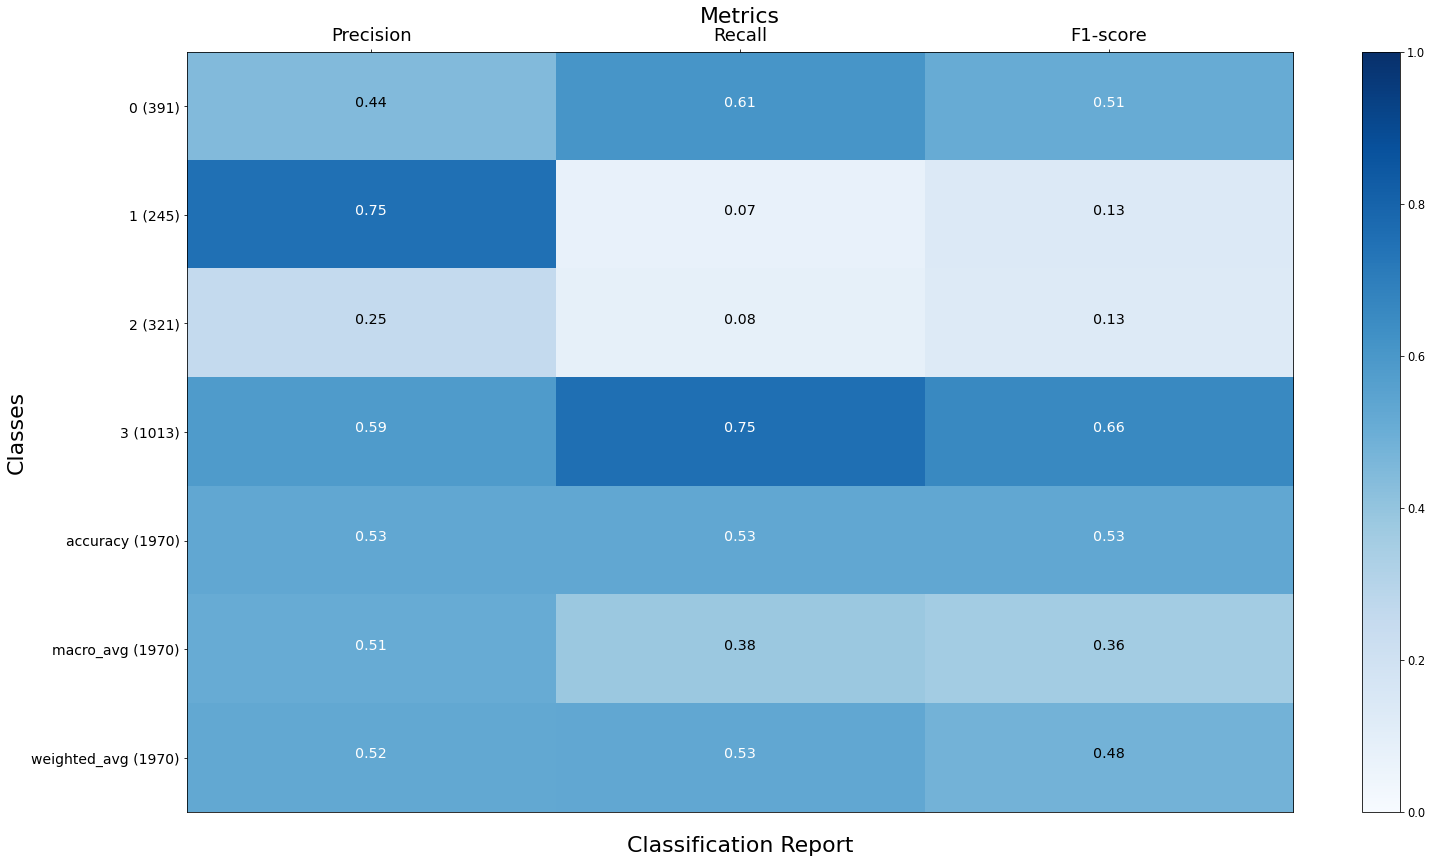 Metrics
Precision Recall F1-score
0 (391) 0.44 0.61 0.51
1 (245) 0.75 0.07 0.13
2 (321) 0.25 0.08 0.13
3 (1013) 0.59 0.75 0.66
accuracy (1970) 0.53 0.53 0.53
macro_avg (1970) 0.51 0.38 0.36
weighted_avg (1970) 0.52 0.53 0.48
Classes
Classification Report
1.0
0.8
0.6
0.4
0.2
0.0